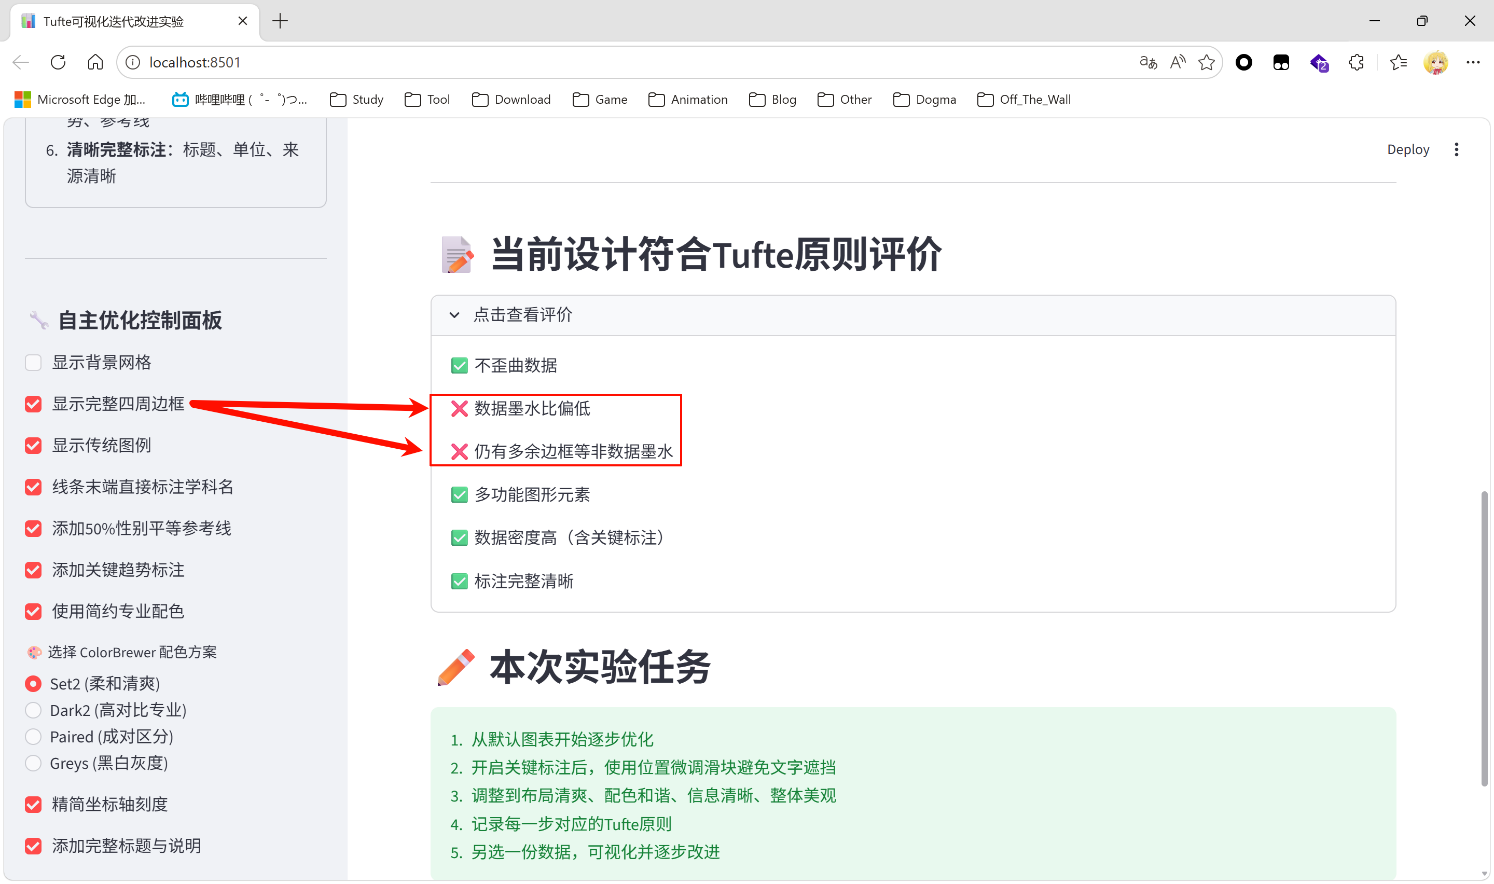 Tufte可视化迭代改进实验
localhost:8501
Microsoft Edge 加...
哔哩哔哩 (゜-゜)つ...
Study
Tool
Download
Game
Animation
Blog
Other
Dogma
Off_The_Wall
势、参考线
6. 清晰完整标注：标题、单位、来
源清晰
自主优化控制面板
显示背景网格
显示完整四周边框
显示传统图例
线条末端直接标注学科名
添加50%性别平等参考线
添加关键趋势标注
使用简约专业配色
选择 ColorBrewer 配色方案
Set2 (柔和清爽)
Dark2 (高对比专业)
Paired (成对区分)
Greys (黑白灰度)
精简坐标轴刻度
添加完整标题与说明
Deploy
当前设计符合Tufte原则评价
点击查看评价
不歪曲数据
数据墨水比偏低
仍有多余边框等非数据墨水
多功能图形元素
数据密度高（含关键标注）
标注完整清晰
本次实验任务
1. 从默认图表开始逐步优化
2. 开启关键标注后，使用位置微调滑块避免文字遮挡
3. 调整到布局清爽、配色和谐、信息清晰、整体美观
4. 记录每一步对应的Tufte原则
5. 另选一份数据，可视化并逐步改进